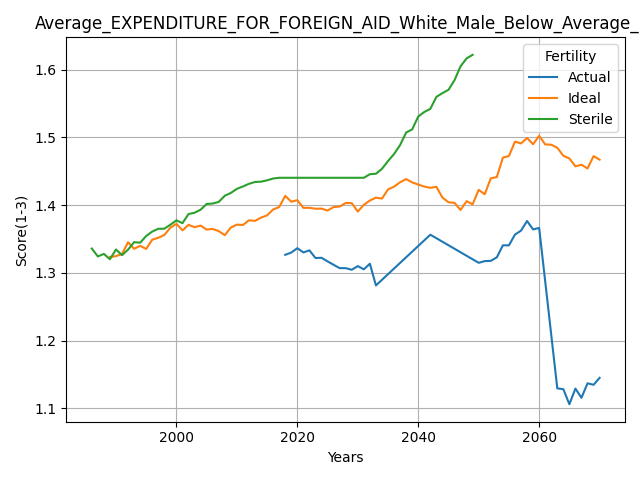 Average_EXPENDITURE_FOR_FOREIGN_AID_White_Male_Below_Average_
Fertility
Actual
Ideal
Sterile
Score(1-3)
1.6
1.5
1.4
1.3
1.2
1.1
2000 2020 2040 2060
Years